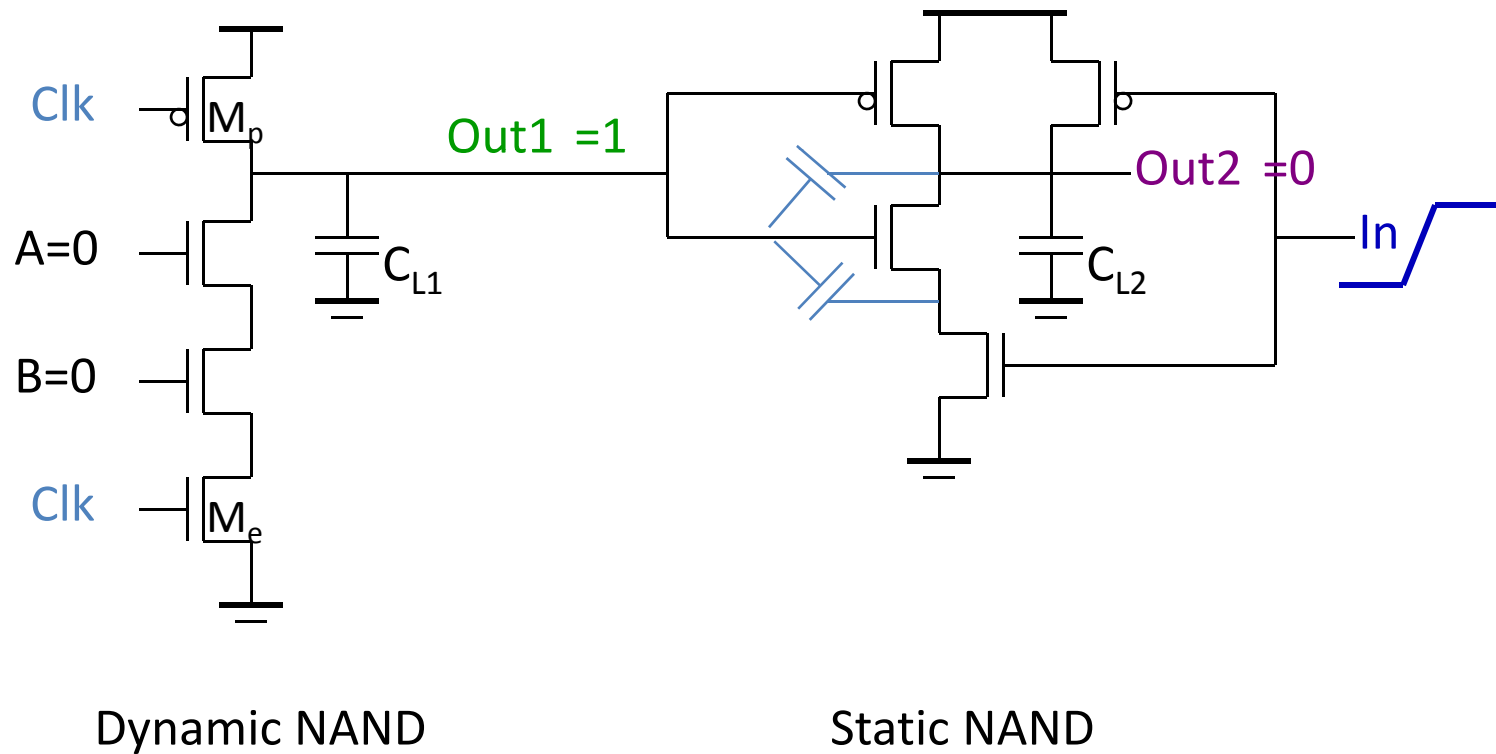 Clk
Mp
Out1 =1
Out2 =0
A=0
In
CL1
CL2
B=0
Clk
Me
Dynamic NAND
Static NAND